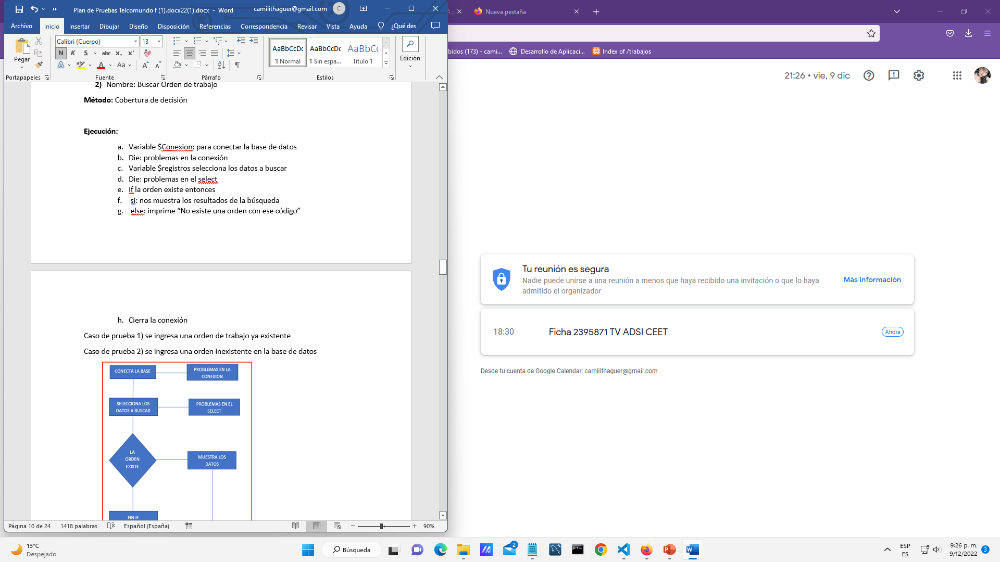 Plan de Pruebas Telcomundo f (1).docx22(1).docx - Word
camilithaguer@gmail.com
C
Archivo
Inicio
Insertar
Dibujar
Diseño
Disposición
Referencias
Correspondencia
Revisar
Vista
Ayuda
¿Qué des
Pegar
Portapapeles
Calibri (Cuerpo)
13
N K S abc x₂ x²
A Aa A A
Fuente
Párrafo
AaBbCcDc
¶ Normal
AaBbCcDc
¶ Sin espa...
AaBbCc
Título 1
Estilos
Edición
2) Nombre: Buscar Orden de trabajo
Método: Cobertura de decisión
Ejecución:
a. Variable $Conexion: para conectar la base de datos
b. Die: problemas en la conexión
c. Variable $registros selecciona los datos a buscar
d. Die: problemas en el select
e. If la orden existe entonces
f. si: nos muestra los resultados de la búsqueda
g. else: imprime “No existe una orden con ese código”
h. Cierra la conexión
Caso de prueba 1) se ingresa una orden de trabajo ya existente
Caso de prueba 2) se ingresa una orden inexistente en la base de datos
CONECTA LA BASE
PROBLEMAS EN LA
CONEXION
SELECCIONA LOS
DATOS A BUSCAR
PROBLEMAS EN EL
SELECT
LA
ORDEN
EXISTE
MUESTRA LOS
DATOS
FIN IF
Página 10 de 24
1418 palabras
Español (España)
90%
Nueva pestaña
bidos (173) - cami...
Desarrollo de Aplicaci...
Index of /trabajos
21:26 • vie, 9 dic
Tu reunión es segura
Nadie puede unirse a una reunión a menos que haya recibido una invitación o que lo haya
admitido el organizador
Más información
18:30
Ficha 2395871 TV ADSI CEET
Ahora
Desde tu cuenta de Google Calendar: camilithaguer@gmail.com
13°C
Despejado
Búsqueda
2
ESP
ES
9:26 p. m.
9/12/2022
3